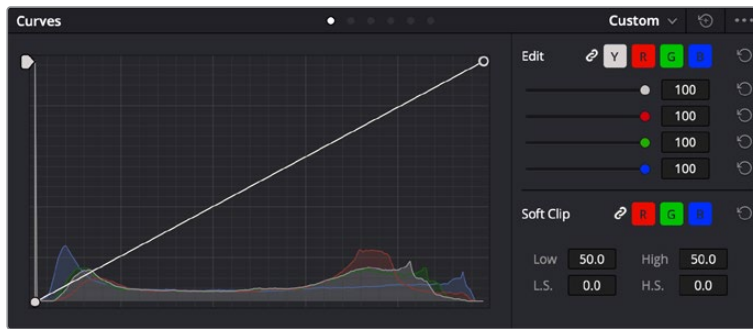 Curves Custom
Edit Y R G B
100
100
100
100
Soft Clip R G B
Low 50.0 High 50.0
L.S. 0.0 H.S. 0.0